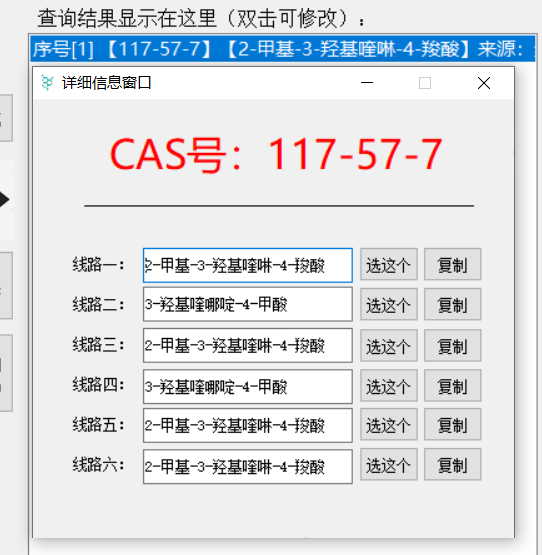 查询结果显示在这里（双击可修改）：
序号[1] 【117-57-7】【2-甲基-3-羟基喹啉-4-羧酸】来源：
详细信息窗口
CAS号：117-57-7
线路一： 2-甲基-3-羟基喹啉-4-羧酸 选这个 复制
线路二： 3-羟基喹哪啶-4-甲酸 选这个 复制
线路三： 2-甲基-3-羟基喹啉-4-羧酸 选这个 复制
线路四： 3-羟基喹哪啶-4-甲酸 选这个 复制
线路五： 2-甲基-3-羟基喹啉-4-羧酸 选这个 复制
线路六： 2-甲基-3-羟基喹啉-4-羧酸 选这个 复制